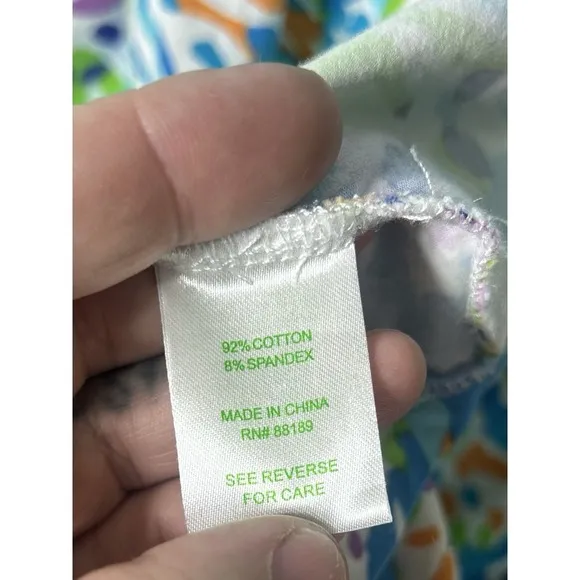 92% COTTON
8% SPANDEX
MADE IN CHINA
RN# 88189
SEE REVERSE
FOR CARE